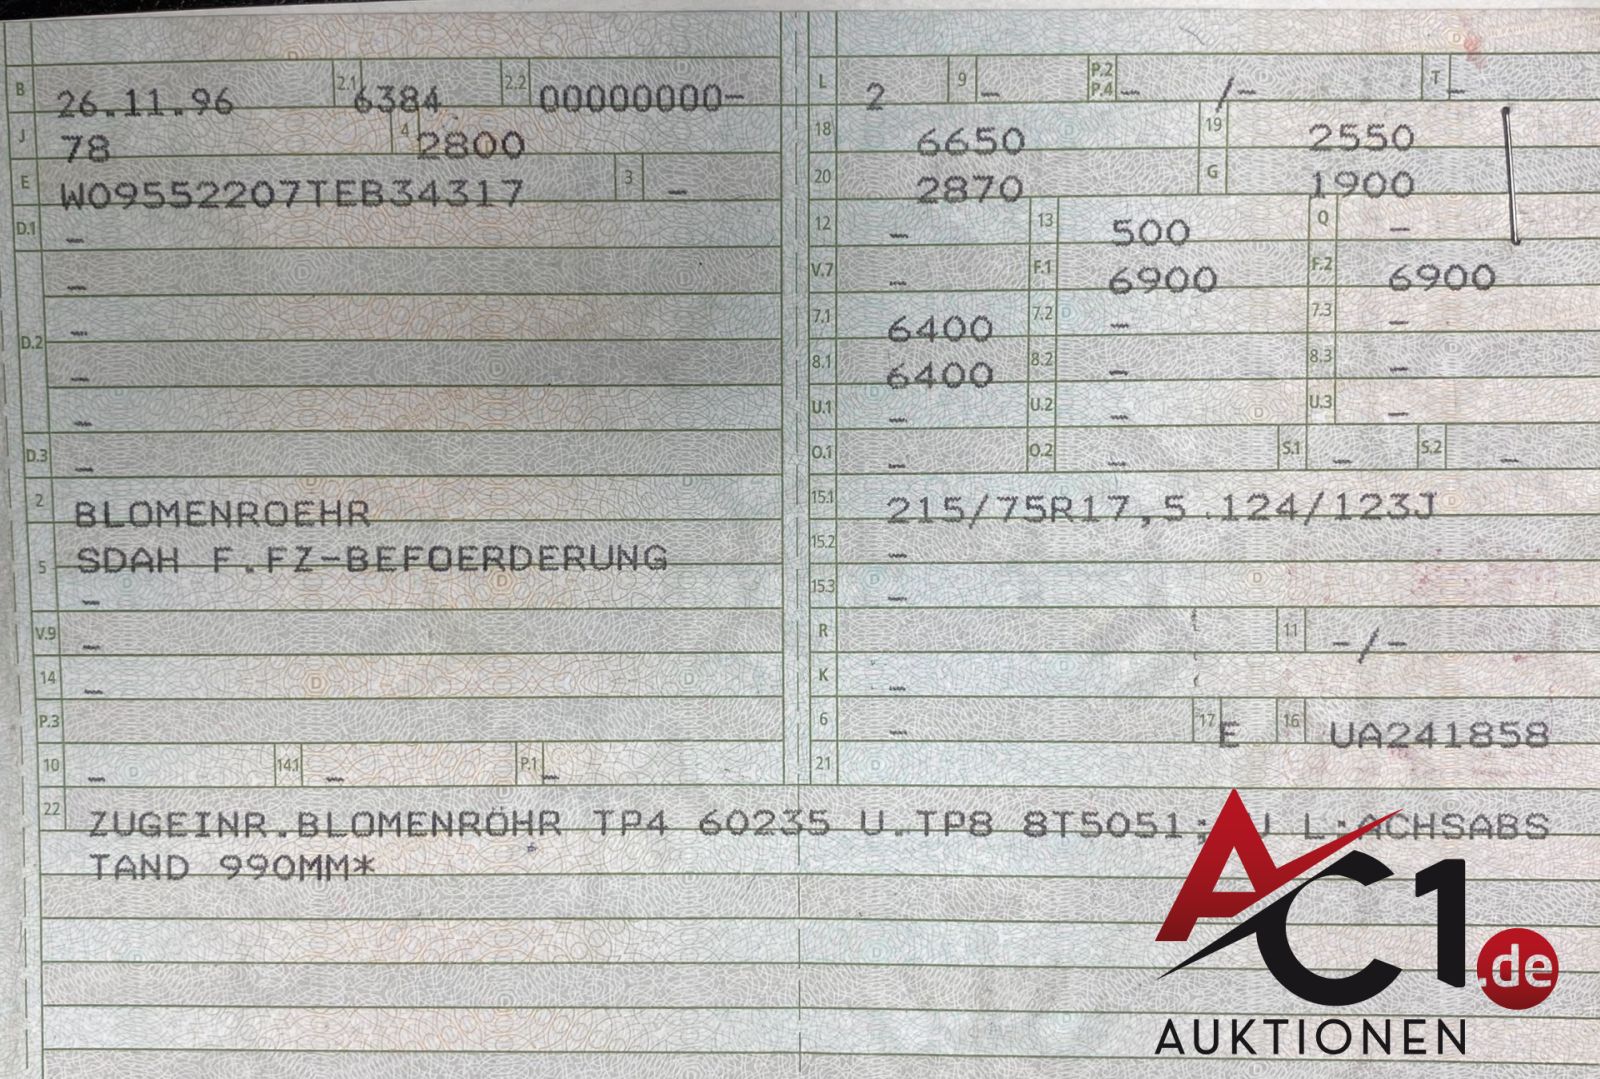 B 26.11.96 2.1 6384 2.2 00000000-
J 78 4 2800
E W09552207TEB34317 3 -
D.1 -
-
-
D.2 -
-
D.3 -
2 BLOMENROEHR
5 SDAH F.FZ-BEFOERDERUNG
-
V.9 -
14 -
P.3
10 - 14.1 - P.1 -
L 2 9 - P.2 P.4 - /- T -
18 6650 19 2550
20 2870 G 1900
12 - 13 500 Q -
V.7 - F.1 6900 F.2 6900
7.1 6400 7.2 - 7.3 -
8.1 6400 8.2 - 8.3 -
U.1 - U.2 - U.3 -
O.1 - O.2 - S.1 - S.2 -
15.1 215/75R17,5 124/123J
15.2 -
15.3 -
R 11 -/-
K -
6 - 17 E 16 UA241858
21
22 ZUGEINR.BLOMENRÖHR TP4 60235 U.TP8 8T5051; L:ACHSABS
TAND 990MM*
AC1.de
AUKTIONEN